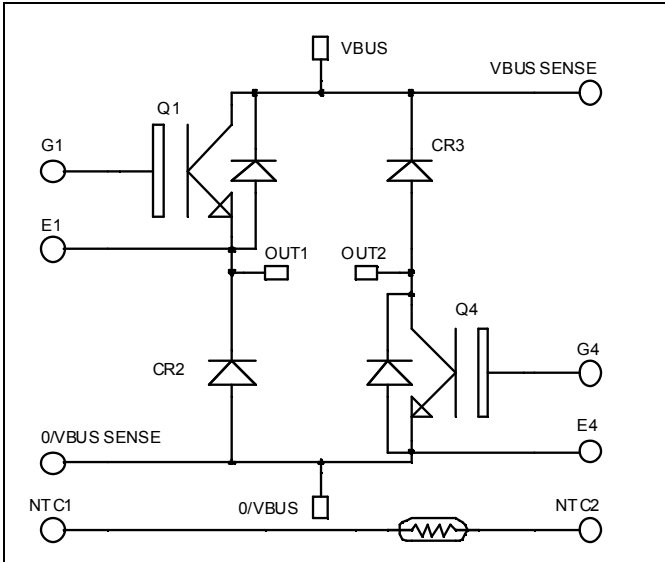 VBUS
VBUS SENSE
Q1
G1
CR3
E1
OUT1
OUT2
Q4
CR2
G4
0/VBUS SENSE
E4
NTC1
0/VBUS
NTC2